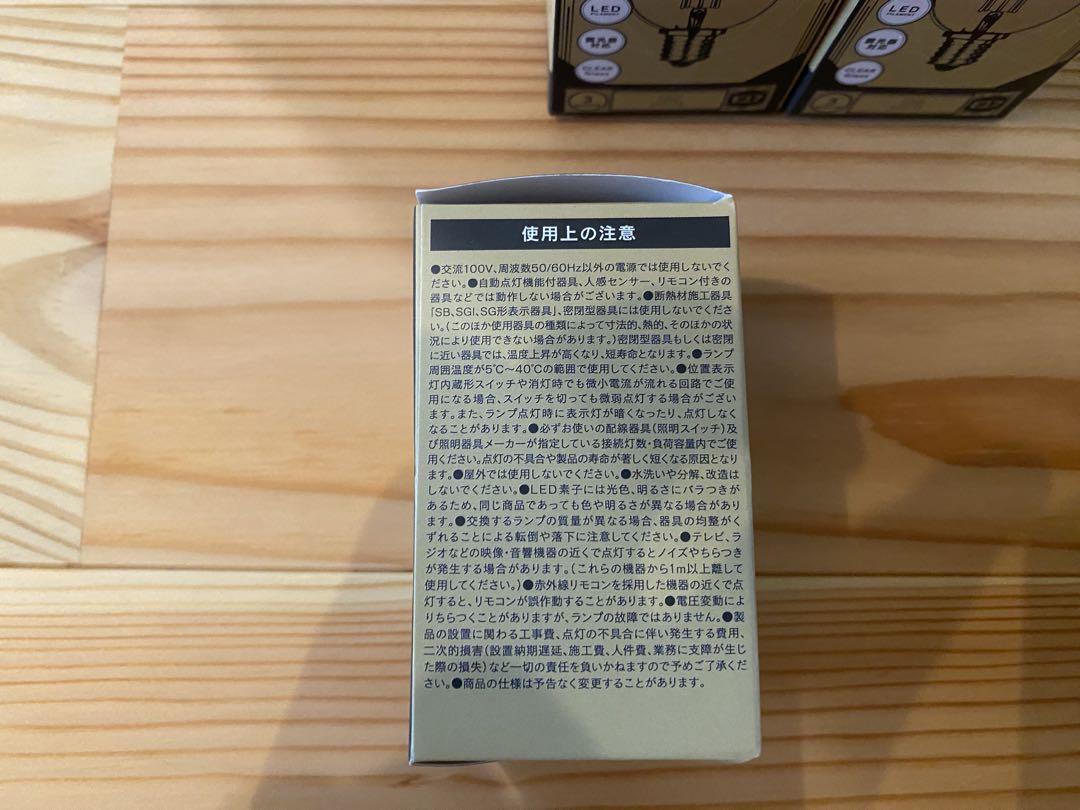 LED
FILAMENT
調光器
対応
CLEAR
Glass
3
LED
FILAMENT
調光器
対応
CLEAR
Glass
3
使用上の注意
●交流100V、周波数50/60Hz以外の電源では使用しないでく
ださい。●自動点灯機能付器具、人感センサー、リモコン付きの
器具などでは動作しない場合がございます。●断熱材施工器具
「SB、SGI、SG形表示器具」、密閉型器具には使用しないでくださ
い。(このほか使用器具の種類によって寸法的、熱的、そのほかの状
況により使用できない場合があります。)密閉型器具もしくは密閉
に近い器具では、温度上昇が高くなり、短寿命となります。●ランプ
周囲温度が5℃〜40℃の範囲で使用してください。●位置表示
灯内蔵形スイッチや消灯時でも微小電流が流れる回路でご使
用になる場合、スイッチを切っても微弱点灯する場合がござい
ます。また、ランプ点灯時に表示灯が暗くなったり、点灯しなく
なることがあります。●必ずお使いの配線器具(照明スイッチ)及
び照明器具メーカーが指定している接続灯数・負荷容量内でご使
用ください。点灯の不具合や製品の寿命が著しく短くなる原因となり
ます。●屋外では使用しないでください。●水洗いや分解、改造は
しないでください。●LED素子には光色、明るさにバラつきが
あるため、同じ商品であっても色や明るさが異なる場合があり
ます。●交換するランプの質量が異なる場合、器具の均整がく
ずれることによる転倒や落下に注意してください。●テレビ、ラ
ジオなどの映像・音響機器の近くで点灯するとノイズやちらつき
が発生する場合があります。(これらの機器から1m以上離して
使用してください。)●赤外線リモコンを採用した機器の近くで点
灯すると、リモコンが誤作動することがあります。●電圧変動によ
りちらつくことがありますが、ランプの故障ではありません。●製
品の設置に関わる工事費、点灯の不具合に伴い発生する費用、
二次的損害(設置納期遅延、施工費、人件費、業務に支障が生じ
た際の損失)など一切の責任を負いかねますので予めご了承くだ
さい。●商品の仕様は予告なく変更することがあります。